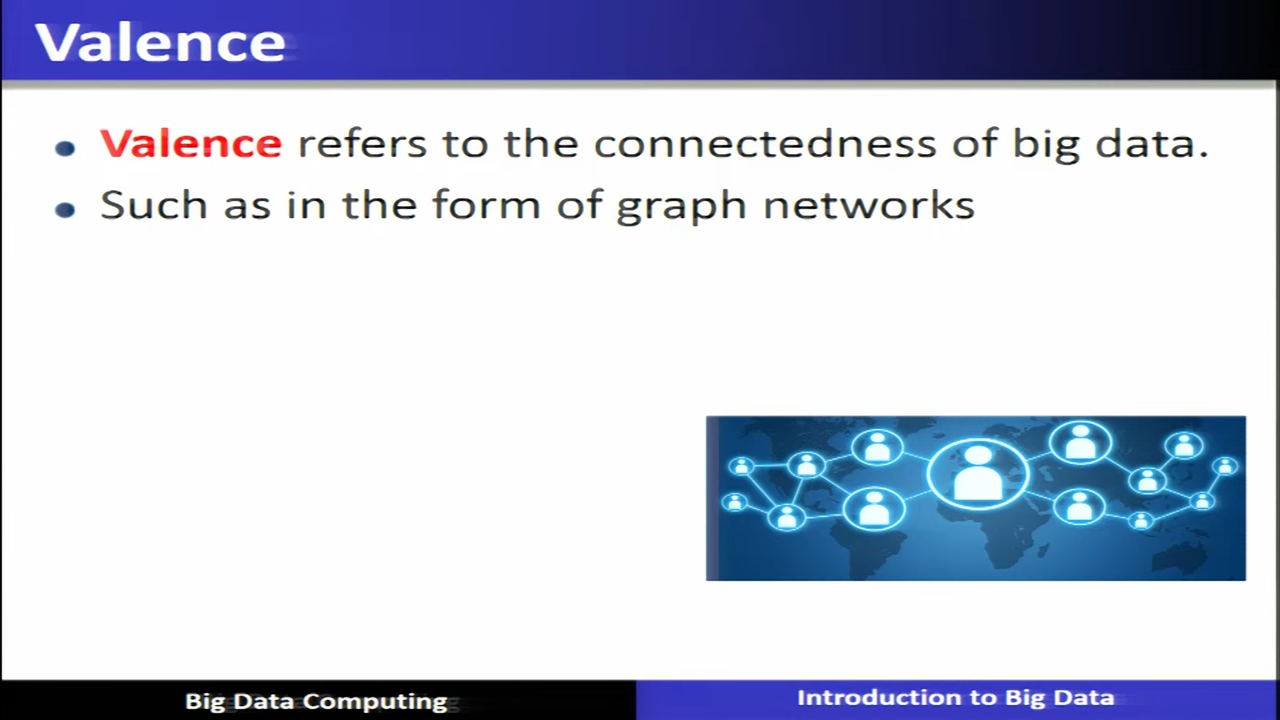 Valence
Valence refers to the connectedness of big data.
Such as in the form of graph networks
Big Data Computing
Introduction to Big Data